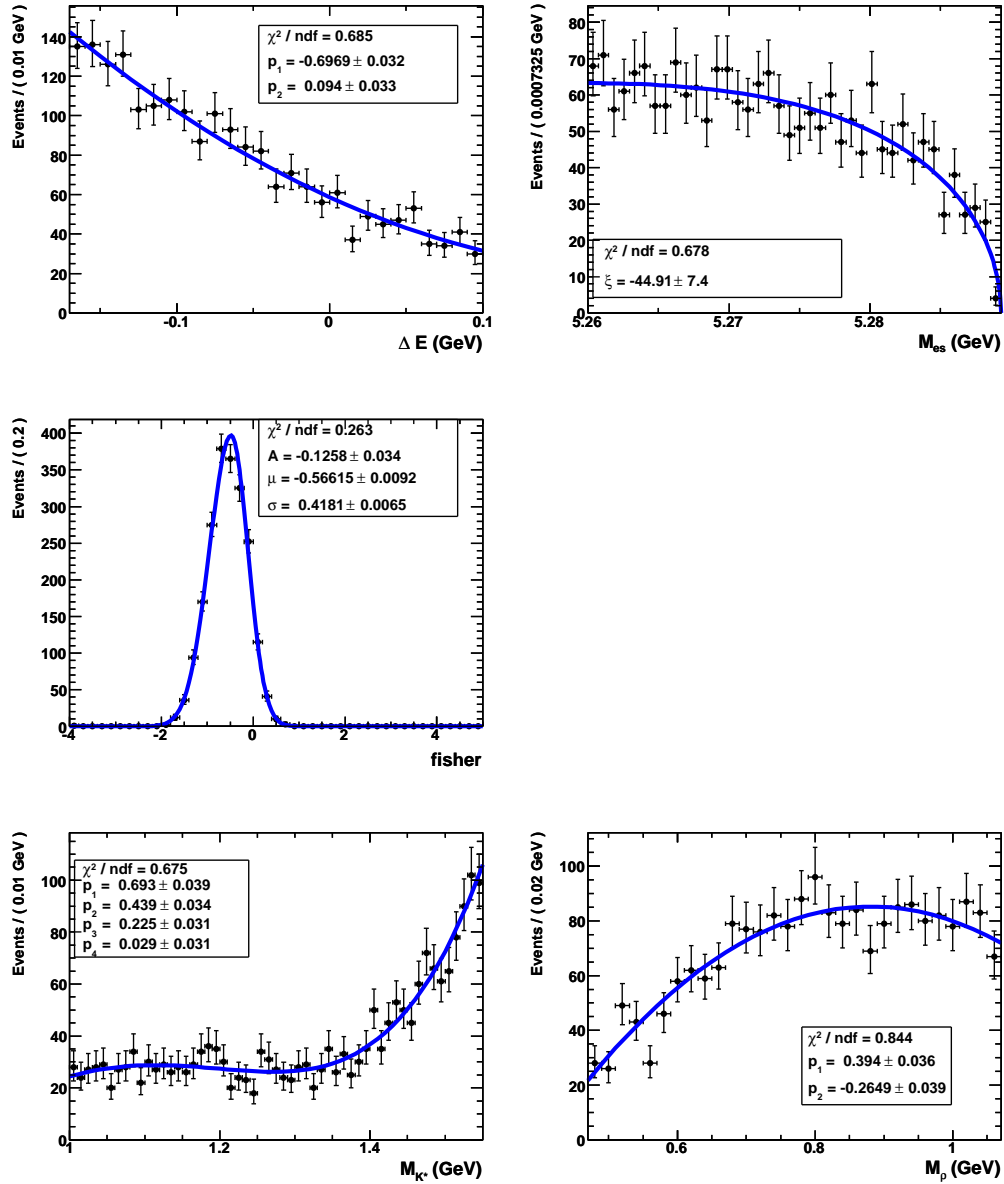 Events / ( 0.01 GeV )
140
120
100
80
60
40
20
0
-0.1
0
0.1
Δ E (GeV)
χ² / ndf = 0.685
p₁ = -0.6969 ± 0.032
p₂ = 0.094 ± 0.033
Events / ( 0.0007325 GeV )
80
70
60
50
40
30
20
10
0
5.26
5.27
5.28
M_es (GeV)
χ² / ndf = 0.678
ξ = -44.91 ± 7.4
Events / ( 0.2 )
400
350
300
250
200
150
100
50
0
-4
-2
0
2
4
fisher
χ² / ndf = 0.263
A = -0.1258 ± 0.034
μ = -0.56615 ± 0.0092
σ = 0.4181 ± 0.0065
Events / ( 0.01 GeV )
100
80
60
40
20
0
1
1.2
1.4
M_K* (GeV)
χ² / ndf = 0.675
p₁ = 0.693 ± 0.039
p₂ = 0.439 ± 0.034
p₃ = 0.225 ± 0.031
p₄ = 0.029 ± 0.031
Events / ( 0.02 GeV )
100
80
60
40
20
0
0.6
0.8
1
M_ρ (GeV)
χ² / ndf = 0.844
p₁ = 0.394 ± 0.036
p₂ = -0.2649 ± 0.039